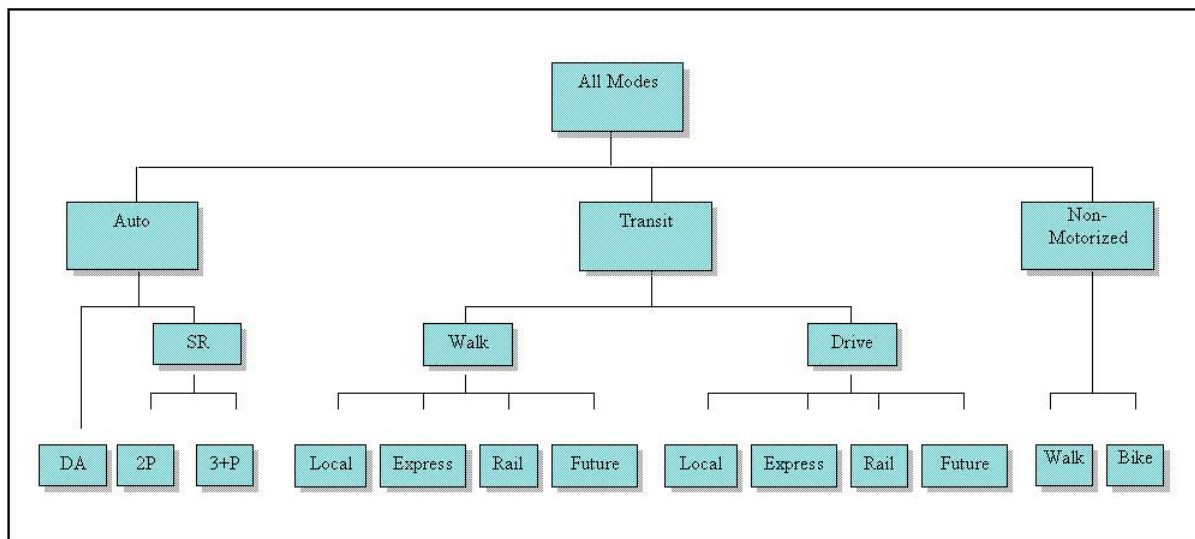 All Modes
Auto
Transit
Non-
Motorized
SR
Walk
Drive
DA
2P
3+P
Local
Express
Rail
Future
Local
Express
Rail
Future
Walk
Bike